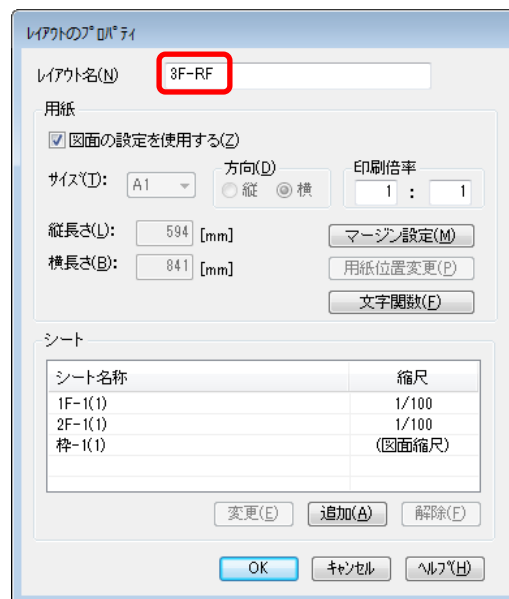 レイアウトのプロパティ
レイアウト名(N) 3F-RF
用紙
図面の設定を使用する(Z)
サイズ(T): A1 方向(D) 縦 横 印刷倍率 1 : 1
縦長さ(L): 594 [mm] マージン設定(M)
横長さ(B): 841 [mm] 用紙位置変更(P)
文字関数(F)
シート
シート名称 縮尺
1F-1(1) 1/100
2F-1(1) 1/100
枠-1(1) (図面縮尺)
変更(E) 追加(A) 解除(F)
OK キャンセル ヘルプ(H)